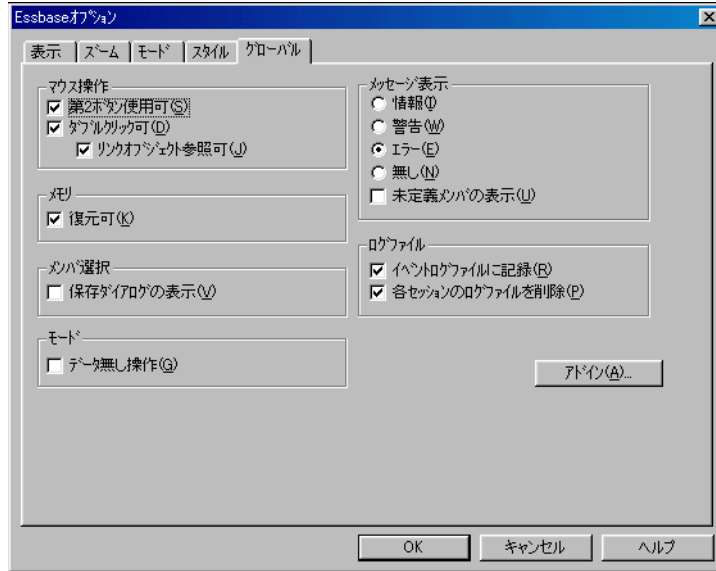 Essbaseｵﾌﾟｼｮﾝ
表示 ｽﾞｰﾑ ﾓｰﾄﾞ ｽﾀｲﾙ ｸﾞﾛｰﾊﾞﾙ
ﾏｳｽ操作
第2ﾎﾞﾀﾝ使用可(S)
ﾀﾞﾌﾞﾙｸﾘｯｸ可(D)
ﾘﾝｸｵﾌﾞｼﾞｪｸﾄ参照可(J)
ﾒﾓﾘ
復元可(K)
ﾒﾝﾊﾞ選択
保存ﾀﾞｲｱﾛｸﾞの表示(V)
ﾓｰﾄﾞ
ﾃﾞｰﾀ無し操作(G)
ﾒｯｾｰｼﾞ表示
情報(I)
警告(W)
ｴﾗｰ(E)
無し(N)
未定義ﾒﾝﾊﾞの表示(U)
ﾛｸﾞﾌｧｲﾙ
ｲﾍﾞﾝﾄﾛｸﾞﾌｧｲﾙに記録(R)
各ｾｯｼｮﾝのﾛｸﾞﾌｧｲﾙを削除(P)
ｱﾄﾞｲﾝ(A)...
OK キャンセル ヘルプ